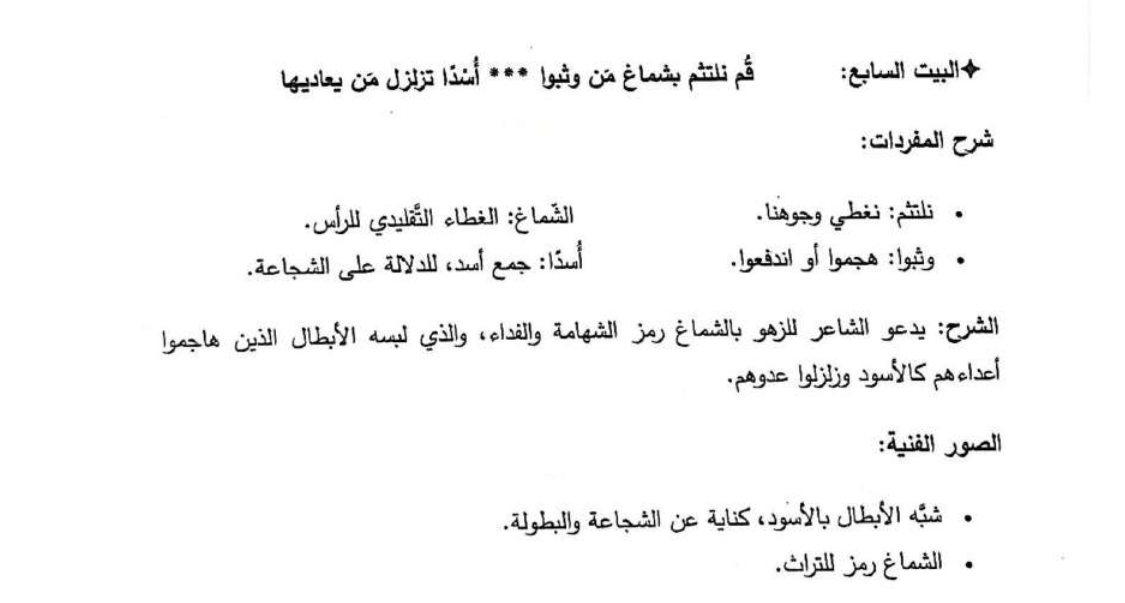 ✦البيت السابع: قُم نلتثم بشماغ مَن وثبوا *** أُسْدًا تزلزل مَن يعاديها
شرح المفردات:
• نلتثم: نغطي وجوهنا. الشّماغ: الغطاء التَّقليدي للرأس.
• وثبوا: هجموا أو اندفعوا. أُسدًا: جمع أسد، للدلالة على الشجاعة.
الشرح: يدعو الشاعر للزهو بالشماغ رمز الشهامة والفداء، والذي لبسه الأبطال الذين هاجموا
أعداءهم كالأسود وزلزلوا عدوهم.
الصور الفنية:
• شبَّه الأبطال بالأسود، كناية عن الشجاعة والبطولة.
• الشماغ رمز للتراث.